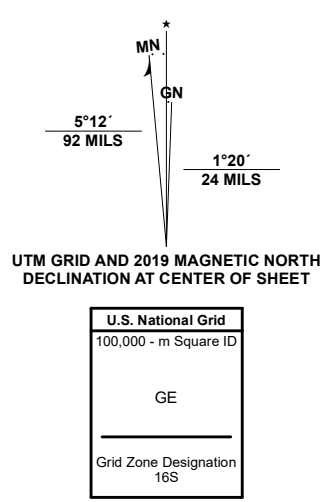 MN
GN
5°12´
92 MILS
1°20´
24 MILS
UTM GRID AND 2019 MAGNETIC NORTH
DECLINATION AT CENTER OF SHEET
U.S. National Grid
100,000 - m Square ID
GE
Grid Zone Designation
16S